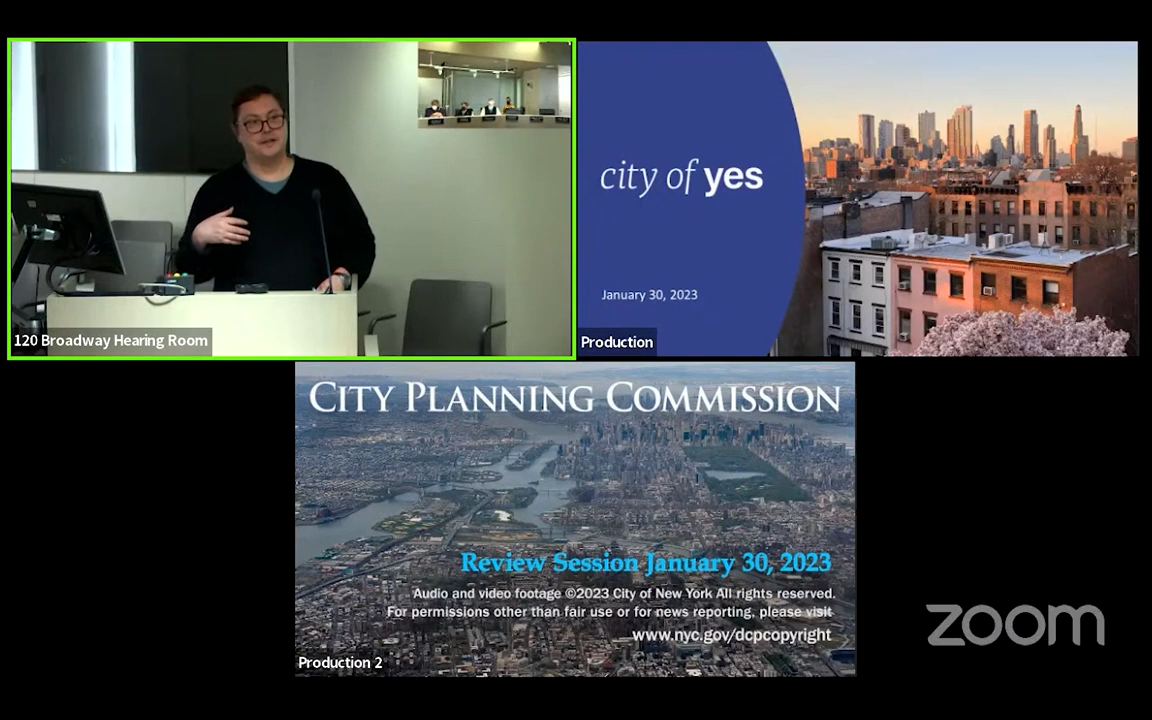 120 Broadway Hearing Room
city of yes
January 30, 2023
Production
CITY PLANNING COMMISSION
Review Session January 30, 2023
Audio and video footage ©2023 City of New York All rights reserved.
For permissions other than fair use or for news reporting, please visit
www.nyc.gov/dcpcopyright
Production 2
zoom